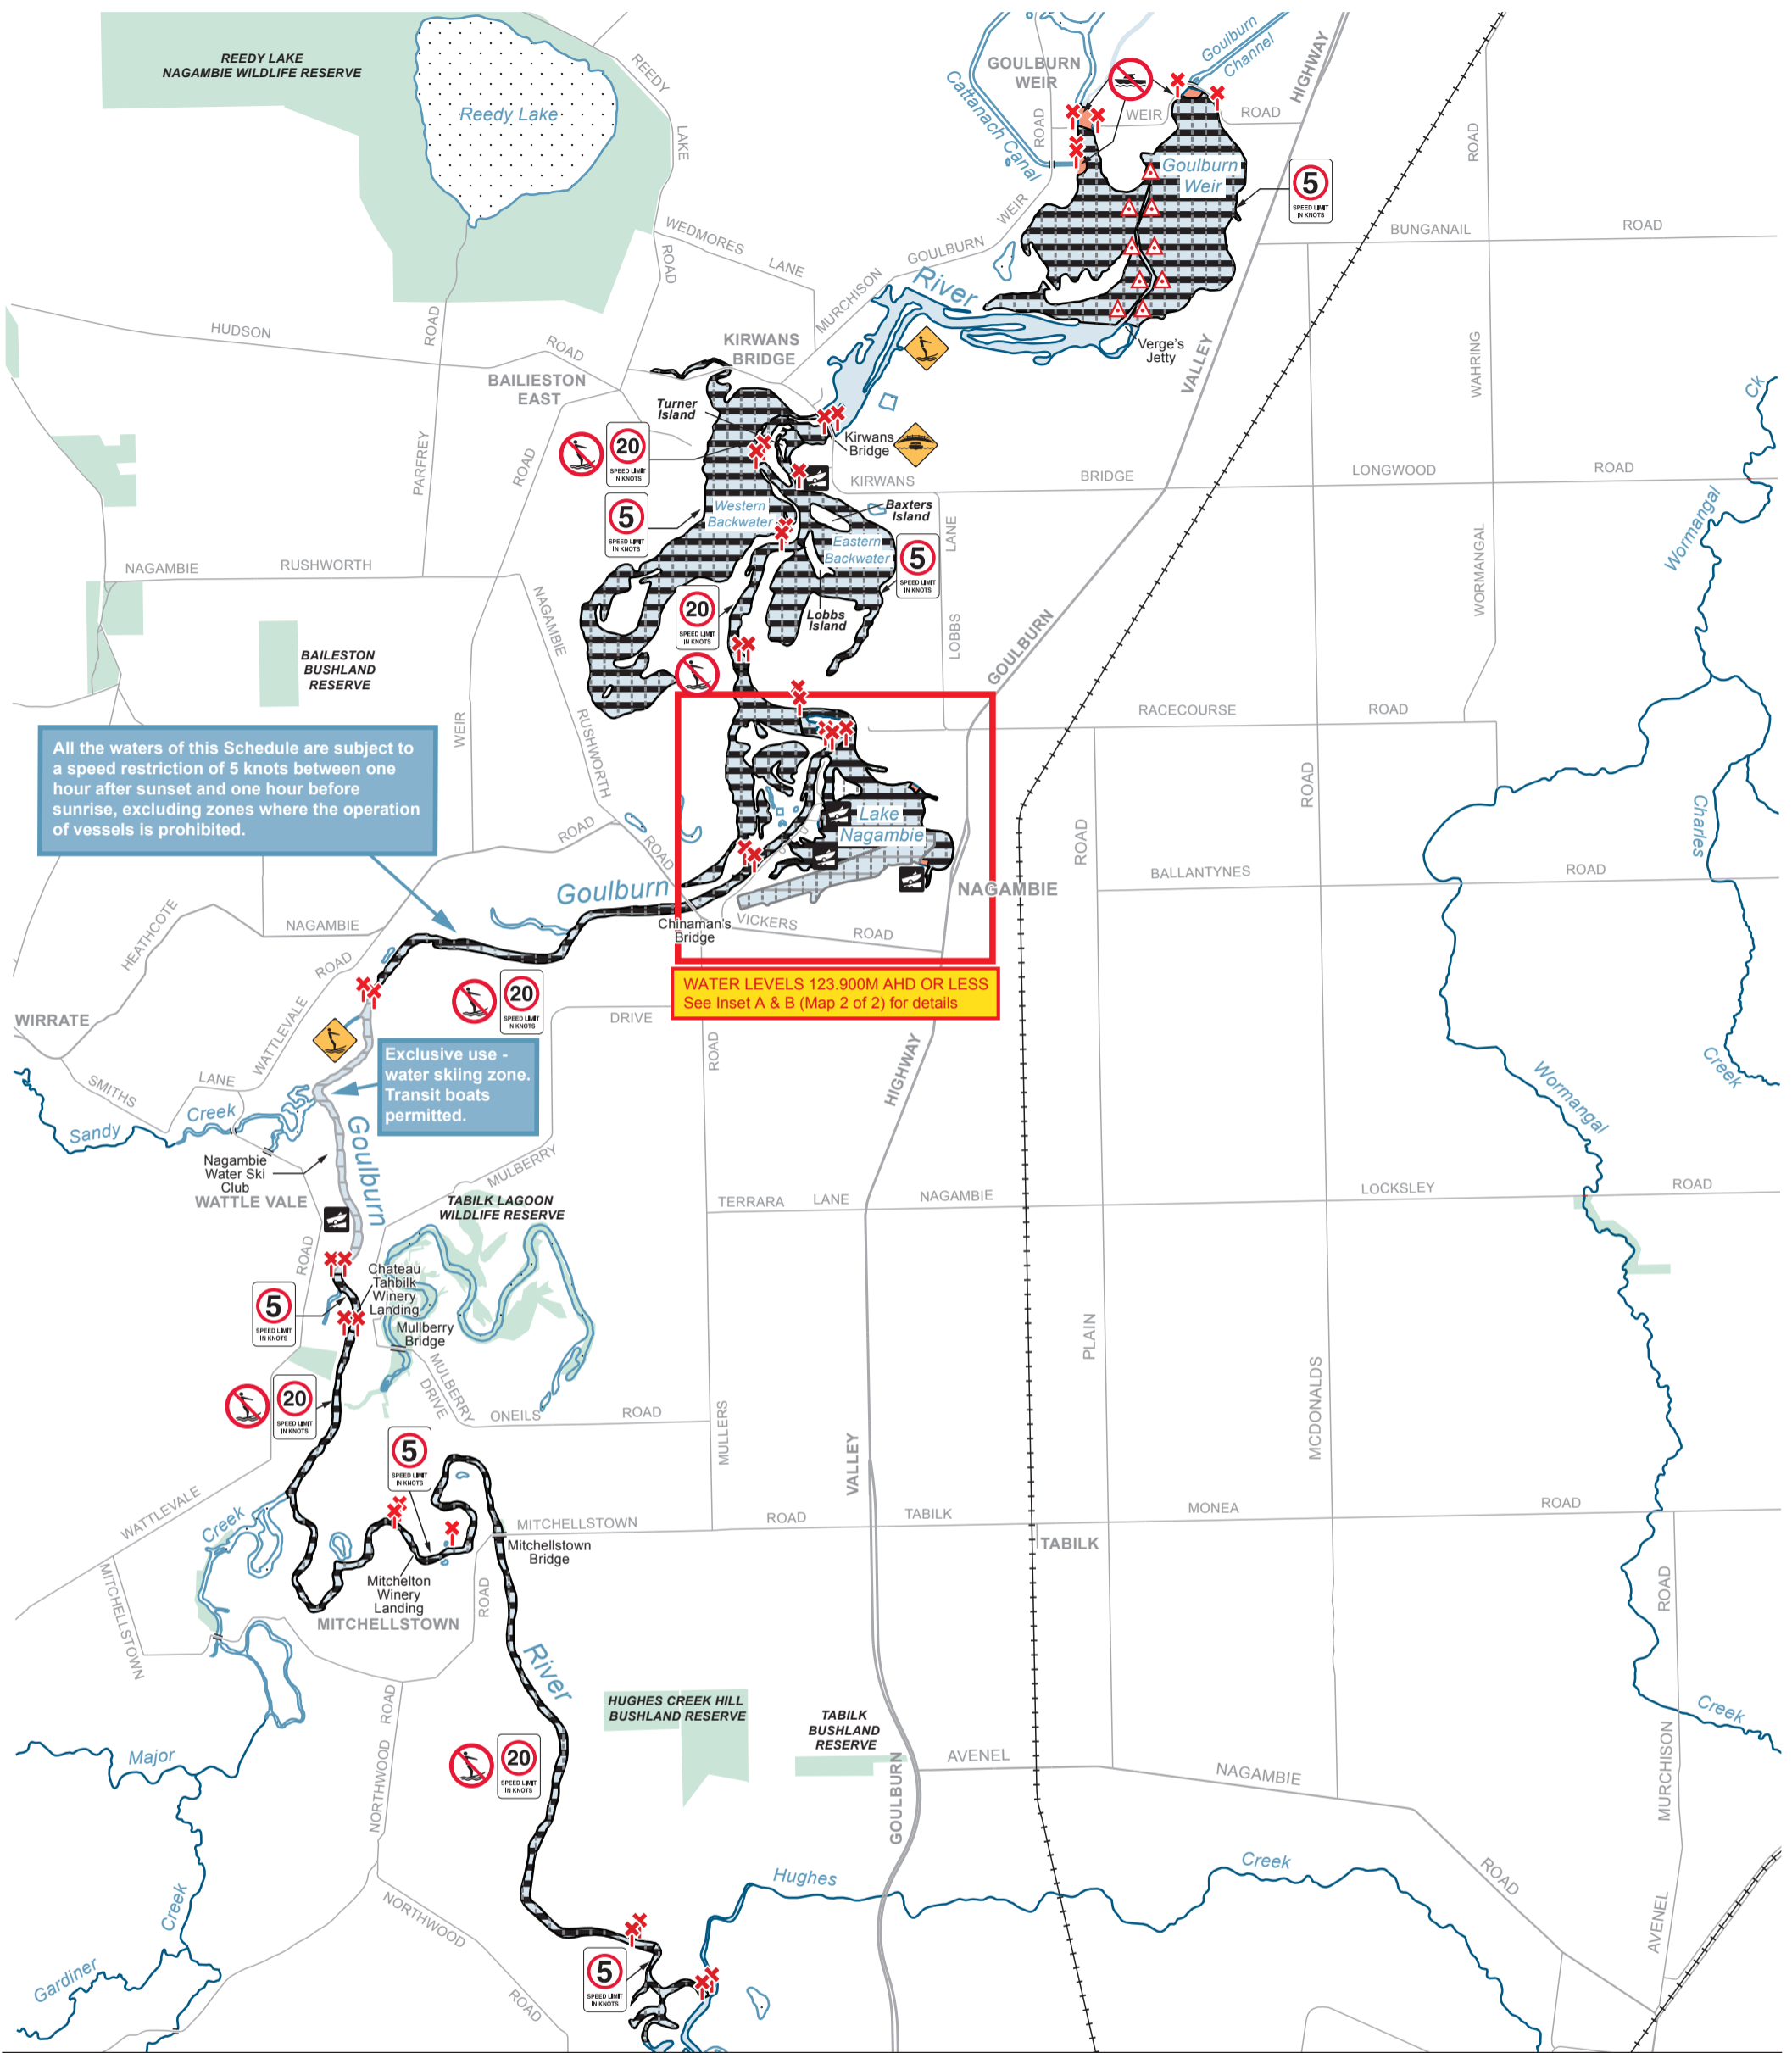 REEDY LAKE
NAGAMBIE WILDLIFE RESERVE
Reedy Lake
REEDY
LAKE
ROAD
GOULBURN
WEIR
Goulburn
Channel
HIGHWAY
Cattanach Canal
ROAD
WEIR
ROAD
ROAD
Goulburn
Weir
5
SPEED LIMIT
IN KNOTS
WEIR
GOULBURN
MURCHISON
WEDMORES
LANE
BUNGANAIL
ROAD
River
Verge's
Jetty
VALLEY
WAHRING
HUDSON
ROAD
ROAD
KIRWANS
BRIDGE
BAILIESTON
EAST
Turner
Island
Kirwans
Bridge
20
SPEED LIMIT
IN KNOTS
PARFREY
ROAD
KIRWANS
BRIDGE
LONGWOOD
ROAD
Ck
Wormangal
5
SPEED LIMIT
IN KNOTS
Western
Backwater
Baxters
Island
Eastern
Backwater
5
SPEED LIMIT
IN KNOTS
LANE
LOBBS
WORMANGAL
NAGAMBIE
RUSHWORTH
NAGAMBIE
20
SPEED LIMIT
IN KNOTS
Lobbs
Island
GOULBURN
BAILESTON
BUSHLAND
RESERVE
WEIR
RUSHWORTH
ROAD
RACECOURSE
ROAD
All the waters of this Schedule are subject to
a speed restriction of 5 knots between one
hour after sunset and one hour before
sunrise, excluding zones where the operation
of vessels is prohibited.
ROAD
ROAD
Lake
Nagambie
ROAD
BALLANTYNES
ROAD
Charles
Creek
Goulburn
NAGAMBIE
Chinaman's
Bridge
VICKERS
ROAD
HEATHCOTE
NAGAMBIE
ROAD
WATTLEVALE
WATER LEVELS 123.900M AHD OR LESS
See Inset A & B (Map 2 of 2) for details
20
SPEED LIMIT
IN KNOTS
WIRRATE
DRIVE
ROAD
HIGHWAY
Exclusive use -
water skiing zone.
Transit boats
permitted.
SMITHS
LANE
Sandy
Creek
Goulburn
Nagambie
Water Ski
Club
WATTLE VALE
MULBERRY
TABILK LAGOON
WILDLIFE RESERVE
TERRARA
LANE
NAGAMBIE
LOCKSLEY
ROAD
Wormangal
ROAD
Chateau
Tahbilk
Winery
Landing
5
SPEED LIMIT
IN KNOTS
Mullberry
Bridge
MULBERRY
DRIVE
PLAIN
MCDONALDS
20
SPEED LIMIT
IN KNOTS
ONEILS
ROAD
MULLERS
VALLEY
5
SPEED LIMIT
IN KNOTS
WATTLEVALE
Creek
MITCHELLSTOWN
ROAD
TABILK
MONEA
ROAD
TABILK
Mitchellstown
Bridge
Mitchelton
Winery
Landing
ROAD
MITCHELLSTOWN
MITCHELLSTOWN
ROAD
River
HUGHES CREEK HILL
BUSHLAND RESERVE
TABILK
BUSHLAND
RESERVE
Creek
ROAD
Major
NORTHWOOD
20
SPEED LIMIT
IN KNOTS
GOULBURN
AVENEL
NAGAMBIE
MURCHISON
ROAD
Hughes
Creek
Creek
NORTHWOOD
AVENEL
Gardiner
5
SPEED LIMIT
IN KNOTS
ROAD